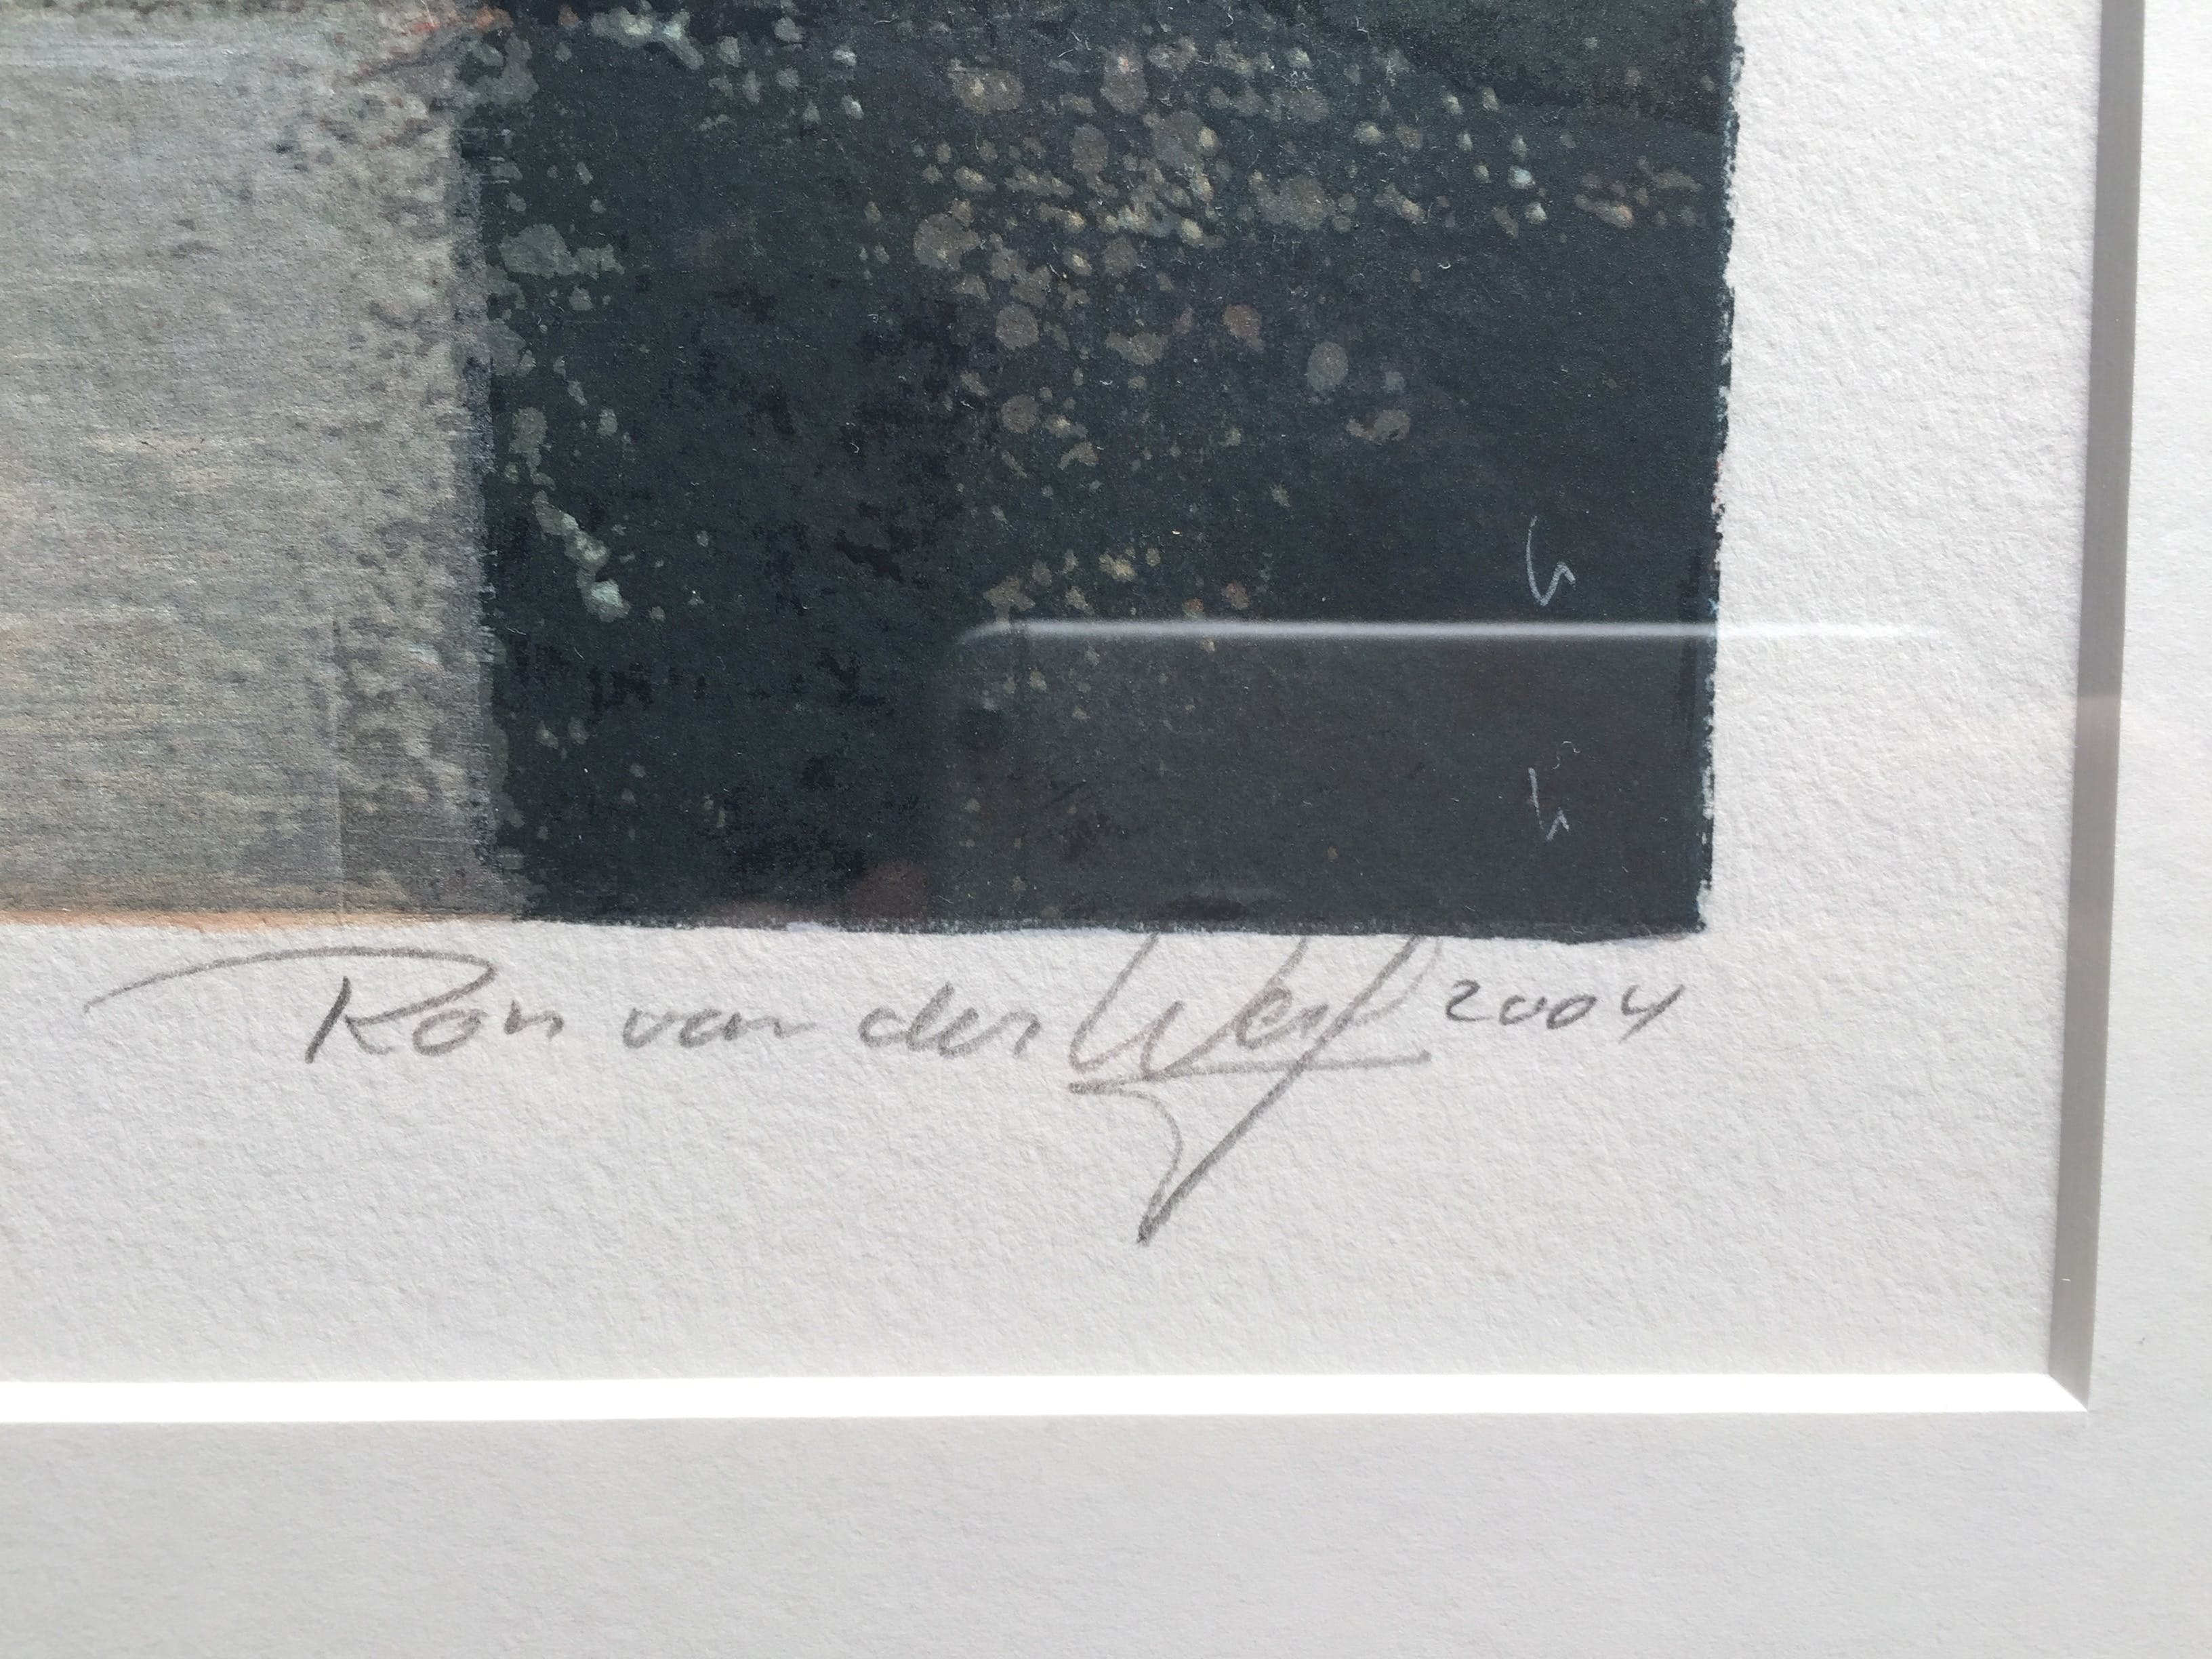 Ron van der Werf 2004